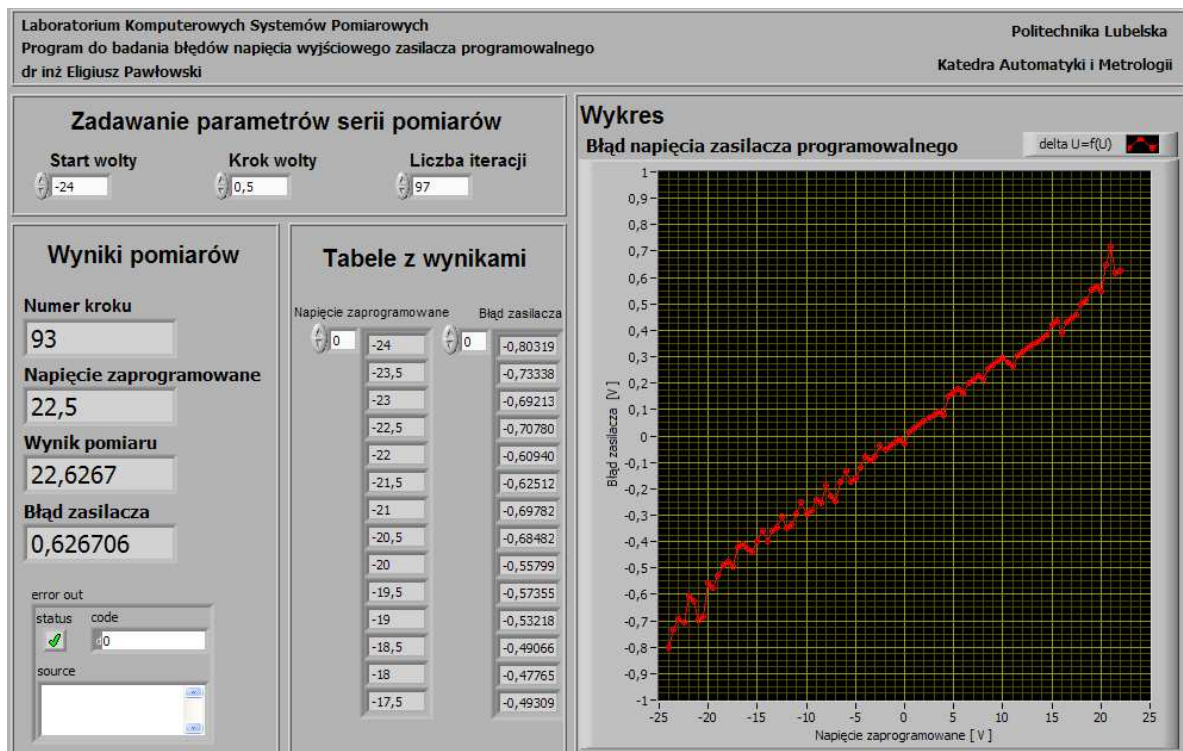 Laboratorium Komputerowych Systemów Pomiarowych
Program do badania błędów napięcia wyjściowego zasilacza programowalnego
dr inż Eligiusz Pawłowski
Politechnika Lubelska
Katedra Automatyki i Metrologii
Zadawanie parametrów serii pomiarów
Start wolty Krok wolty Liczba iteracji
-24 0,5 97
Wyniki pomiarów
Numer kroku
93
Napięcie zaprogramowane
22,5
Wynik pomiaru
22,6267
Błąd zasilacza
0,626706
error out
status code
d0
source
Tabele z wynikami
Napięcie zaprogramowane Błąd zasilacza
0 0
-24 -0,80319
-23,5 -0,73338
-23 -0,69213
-22,5 -0,70780
-22 -0,60940
-21,5 -0,62512
-21 -0,69782
-20,5 -0,68482
-20 -0,55799
-19,5 -0,57355
-19 -0,53218
-18,5 -0,49066
-18 -0,47765
-17,5 -0,49309
Wykres
Błąd napięcia zasilacza programowalnego
delta U=f(U)
1
0,9
0,8
0,7
0,6
0,5
0,4
0,3
0,2
0,1
0
-0,1
-0,2
-0,3
-0,4
-0,5
-0,6
-0,7
-0,8
-0,9
-1
Błąd zasilacza [V]
-25 -20 -15 -10 -5 0 5 10 15 20 25
Napięcie zaprogramowane [ V ]